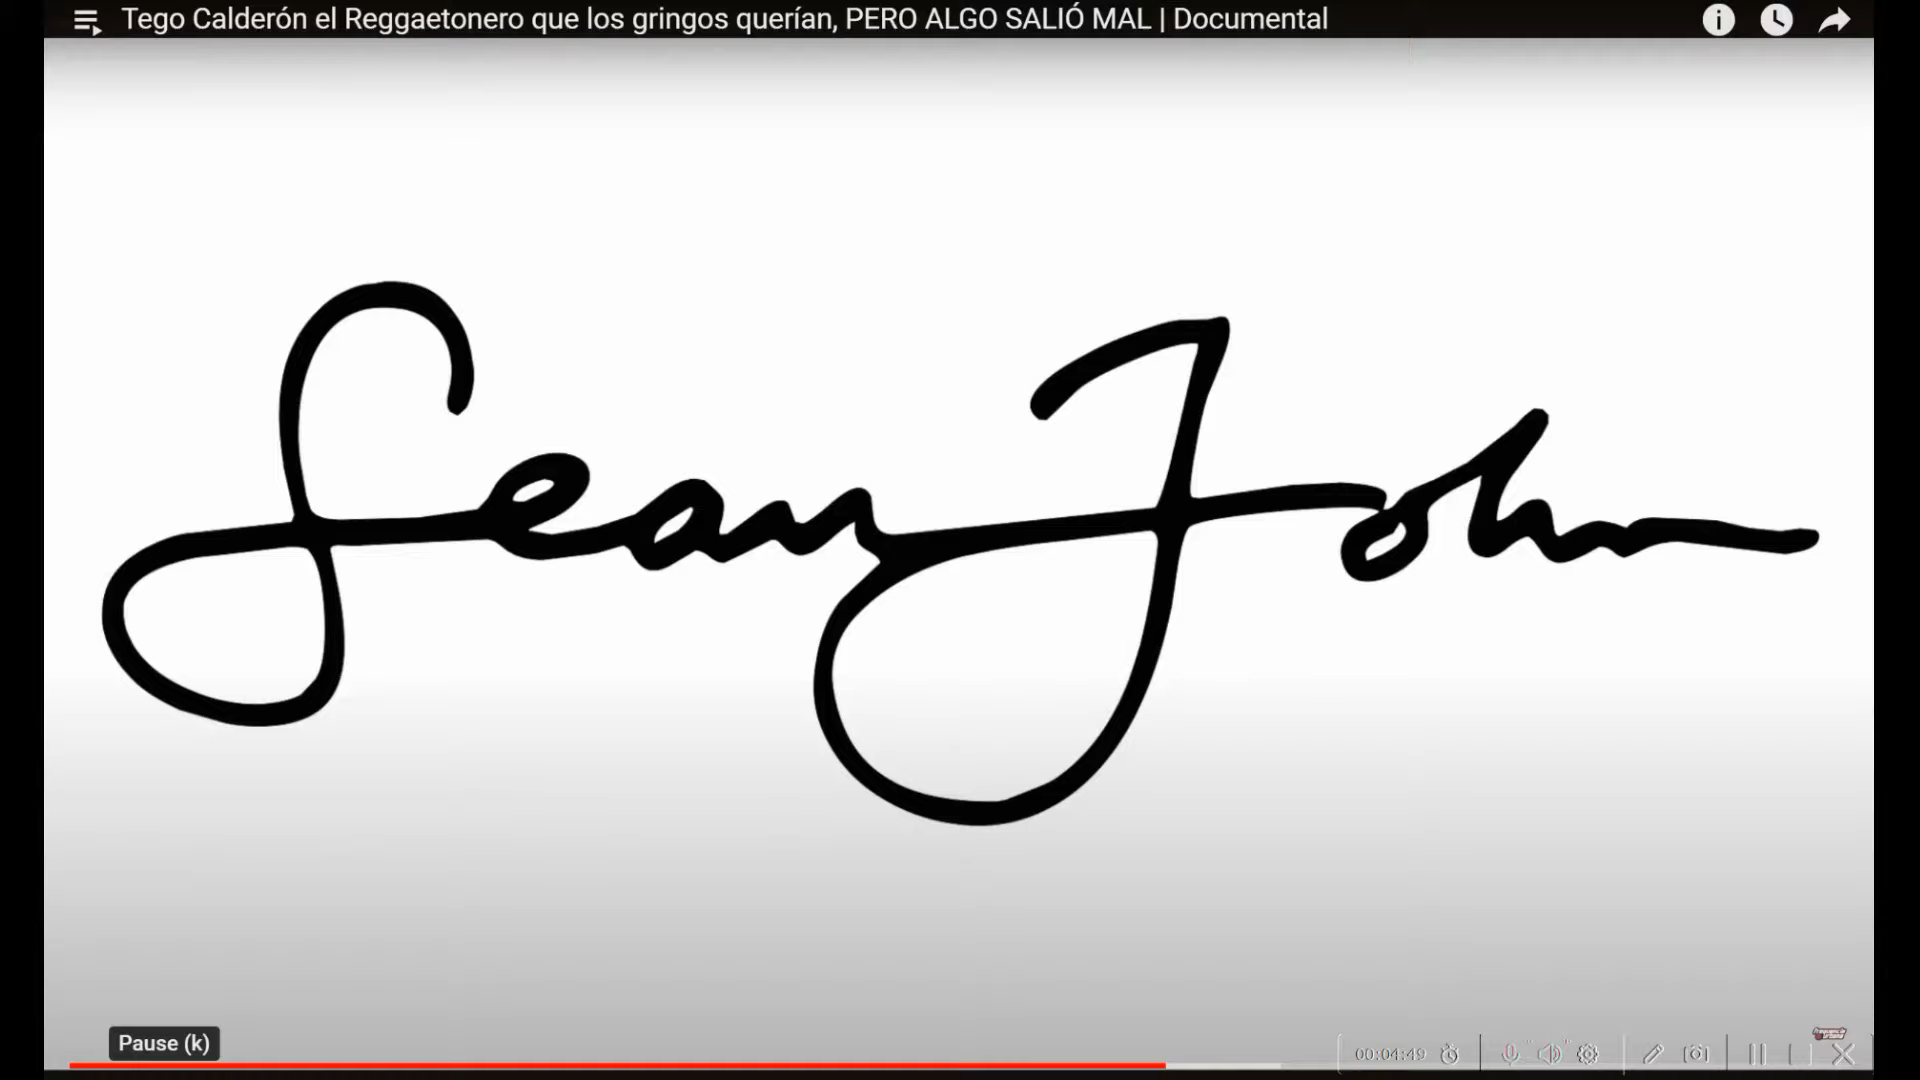 Tego Calderón el Reggaetonero que los gringos querían, PERO ALGO SALIÓ MAL | Documental
Sean John
Pause (k)
00:04:49